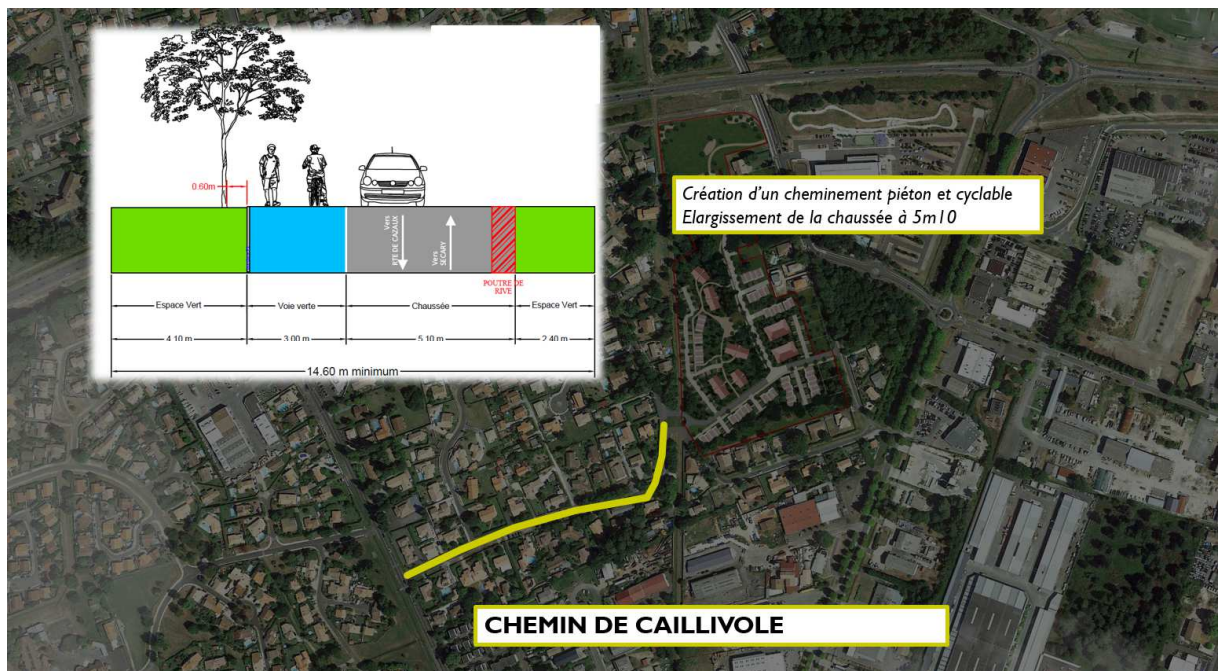 0.60m
Vers
RTE DE CAZAUX
Vers
SECARY
POUTRE DE
RIVE
Espace Vert
Voie verte
Chaussée
Espace Vert
4.10 m
3.00 m
5.10 m
2.40 m
14.60 m minimum
Création d’un cheminement piéton et cyclable
Elargissement de la chaussée à 5m10
CHEMIN DE CAILLIVOLE